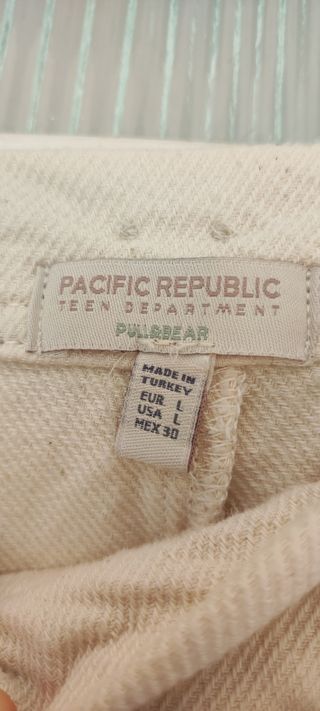 PACIFIC REPUBLIC
TEEN DEPARTMENT
PULL&BEAR
MADE IN
TURKEY
EUR L
USA L
MEX 30